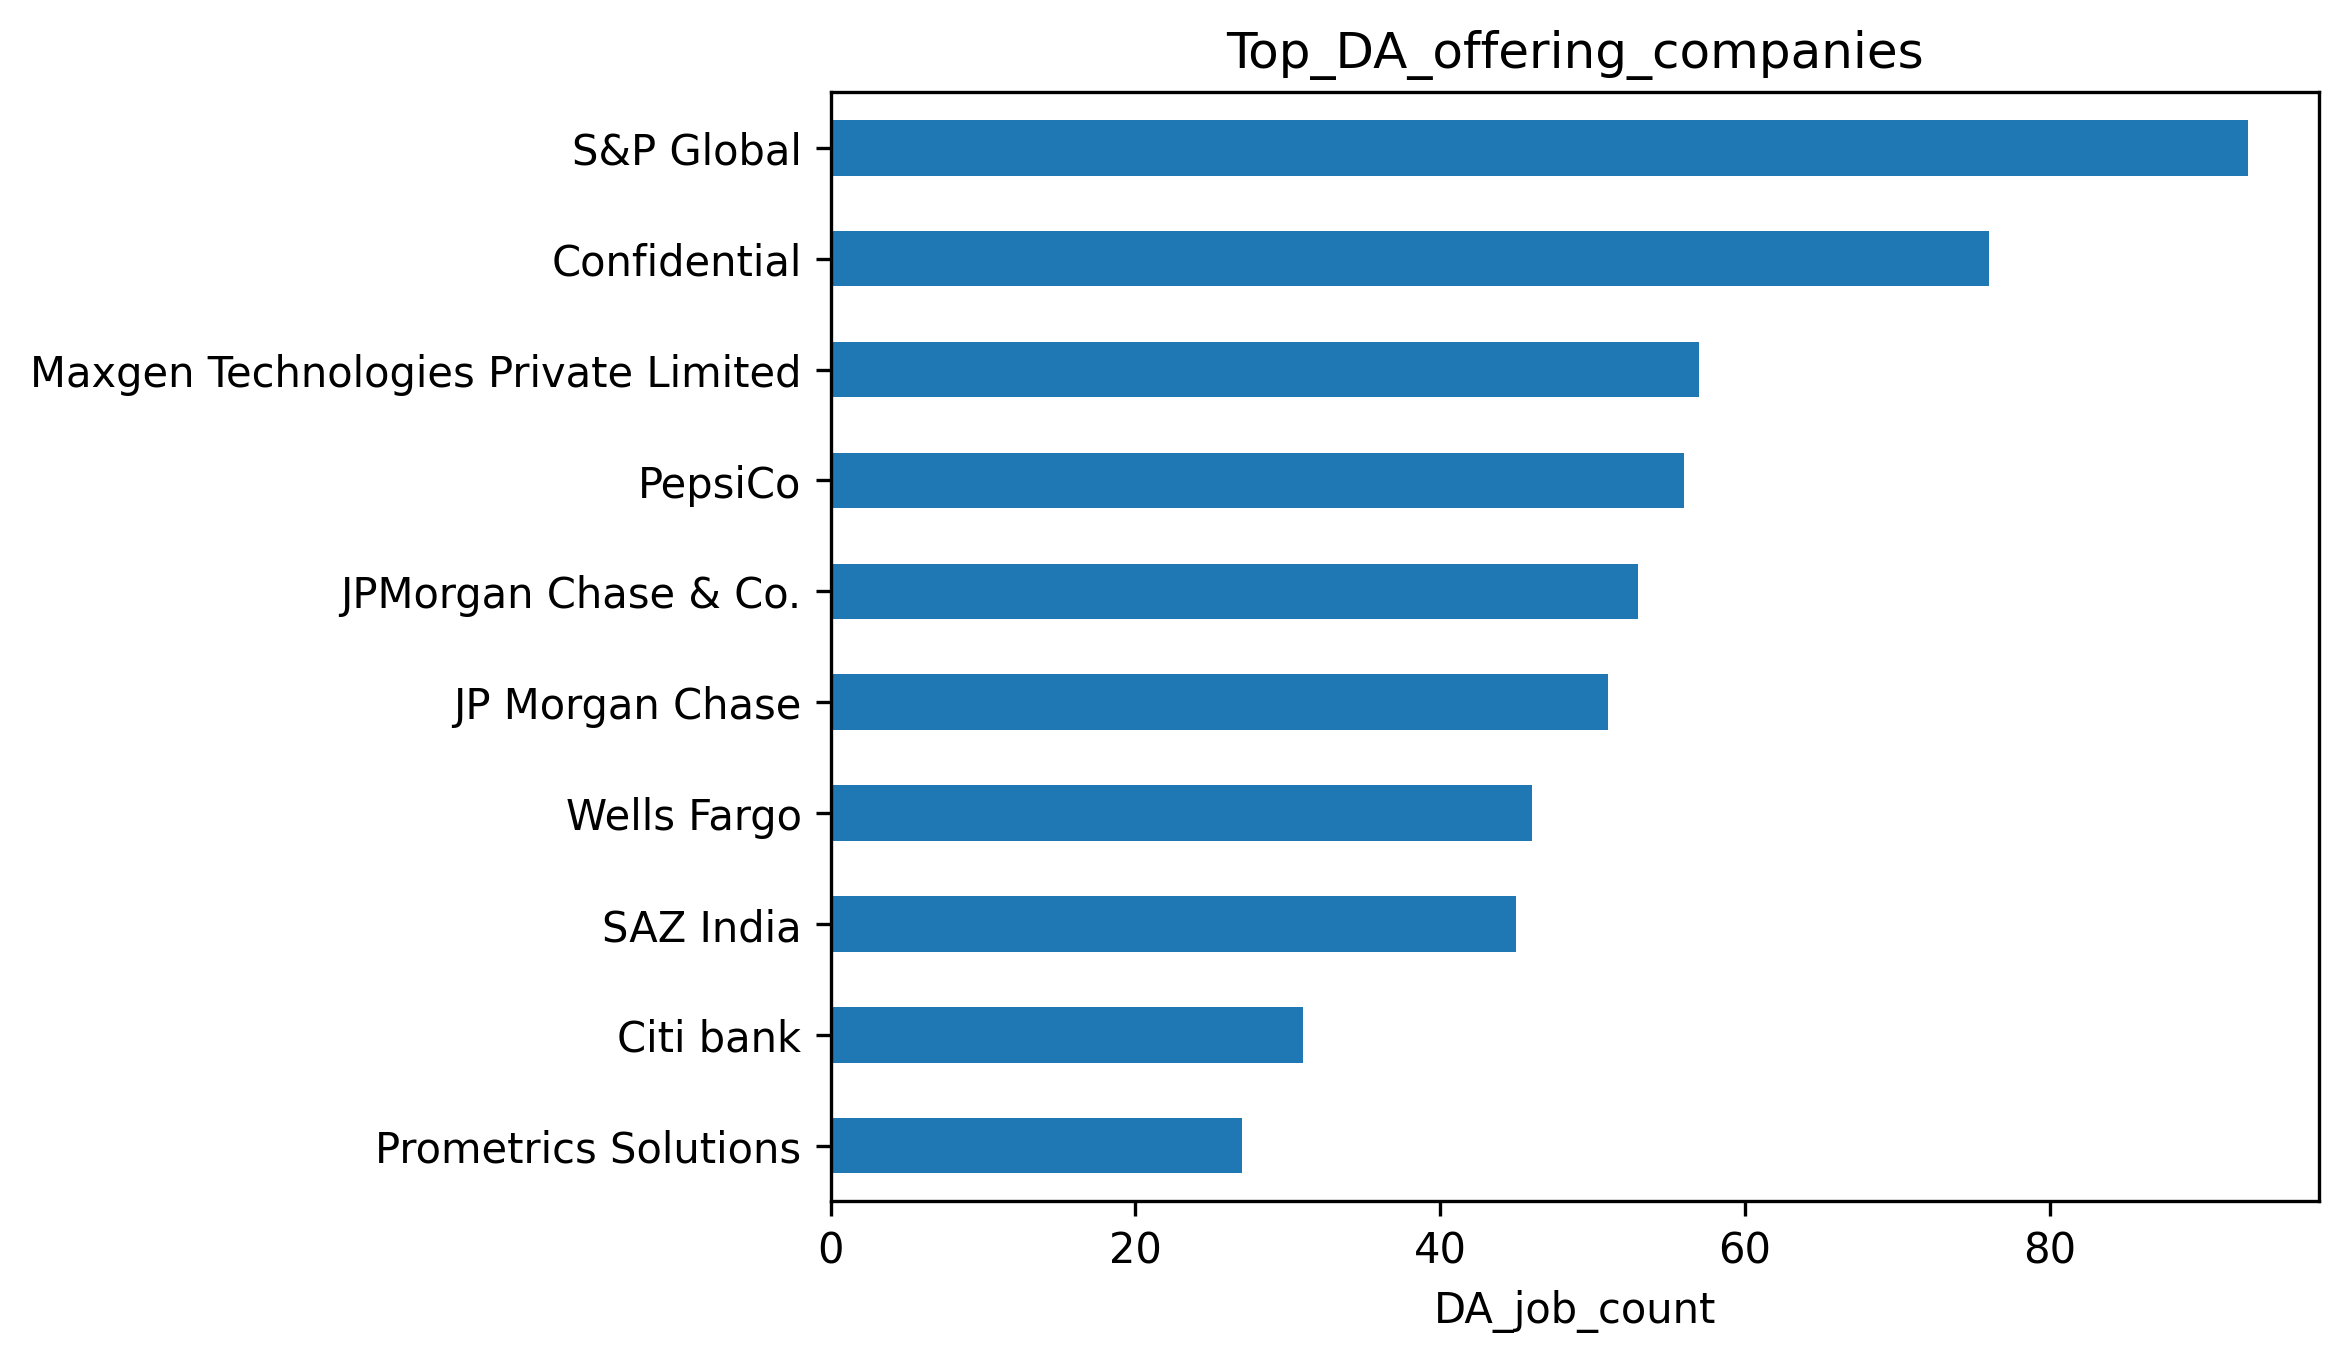 Top_DA_offering_companies
S&P Global
Confidential
Maxgen Technologies Private Limited
PepsiCo
JPMorgan Chase & Co.
JP Morgan Chase
Wells Fargo
SAZ India
Citi bank
Prometrics Solutions
0 20 40 60 80
DA_job_count